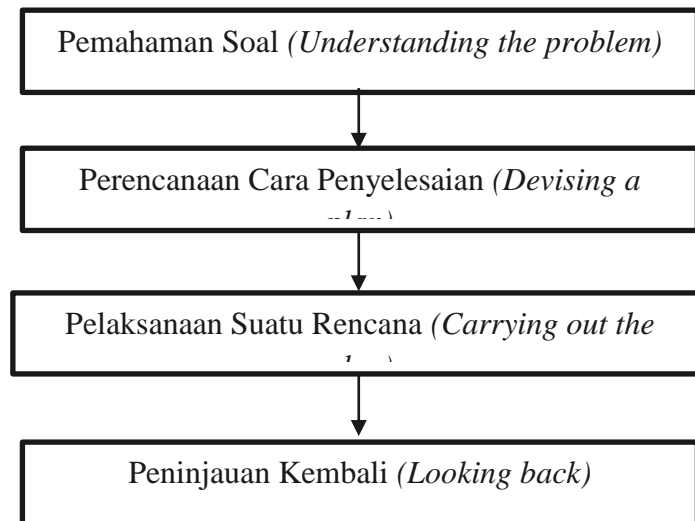 Pemahaman Soal (Understanding the problem)
Perencanaan Cara Penyelesaian (Devising a
plan)
Pelaksanaan Suatu Rencana (Carrying out the
Peninjauan Kembali (Looking back)